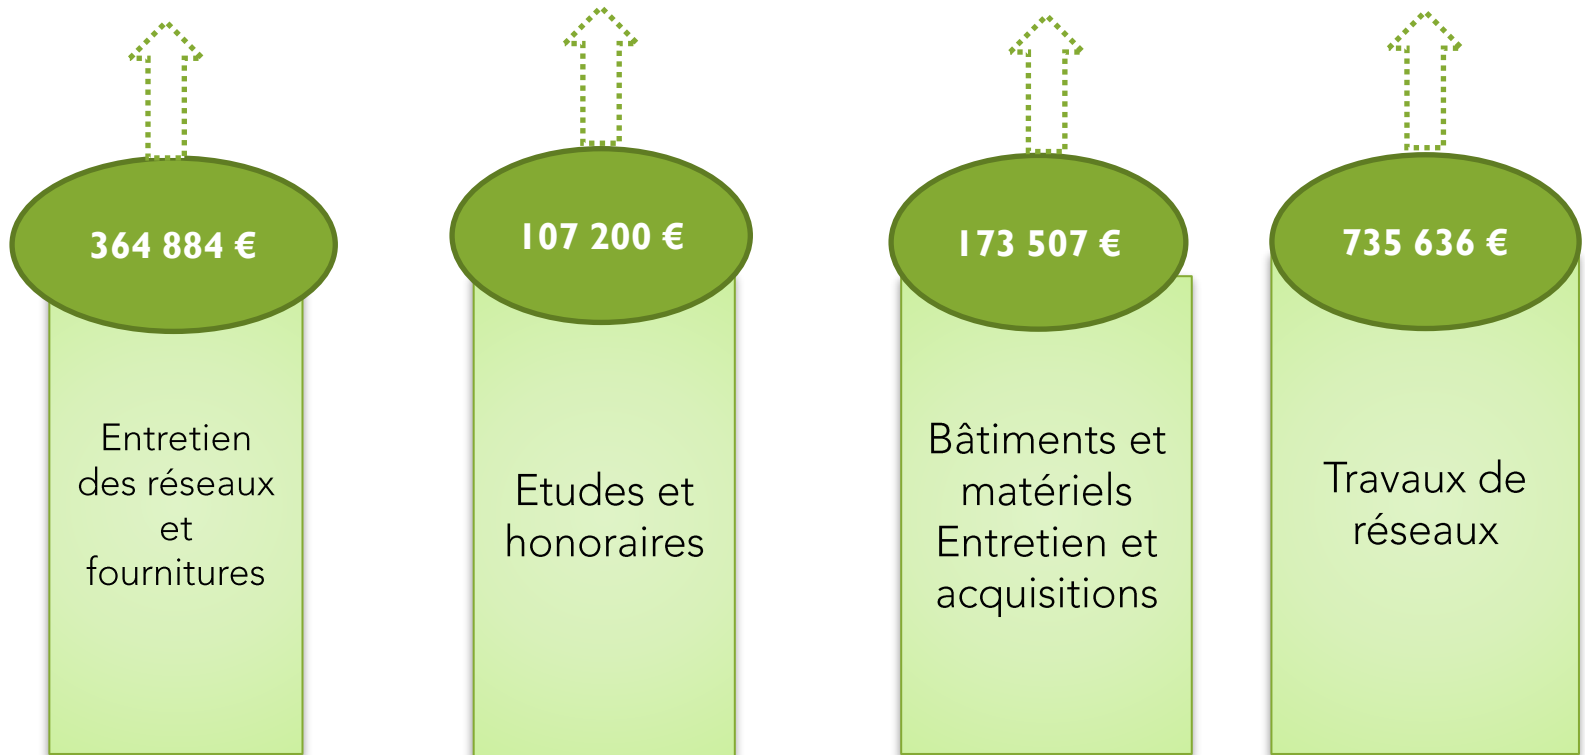 364 884 €
Entretien
des réseaux
et
fournitures
107 200 €
Etudes et
honoraires
173 507 €
Bâtiments et
matériels
Entretien et
acquisitions
735 636 €
Travaux de
réseaux